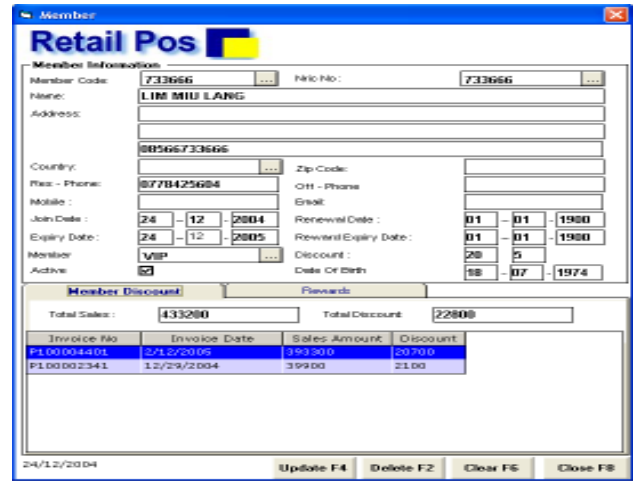 Member
Retail Pos
Member Information
Member Code: 733666 ... Nric No: 733666 ...
Name: LIM MIU LANG
Address:
08566733666
Country: ... Zip Code:
Res - Phone: 0778425604 Off - Phone
Mobile : Email:
Join Date : 24 - 12 - 2004 Renewal Date : 01 - 01 - 1900
Expiry Date : 24 - 12 - 2005 Reward Expiry Date : 01 - 01 - 1900
Member VIP ... Discount : 20 5
Active Date Of Birth 18 - 07 - 1974
Member Discount Rewards
Total Sales : 433200 Total Discount 22800
Invoice No Invoice Date Sales Amount Discount
P100004401 2/12/2005 393300 20700
P100002341 12/29/2004 39900 2100
24/12/2004 Update F4 Delete F2 Clear F6 Close F8